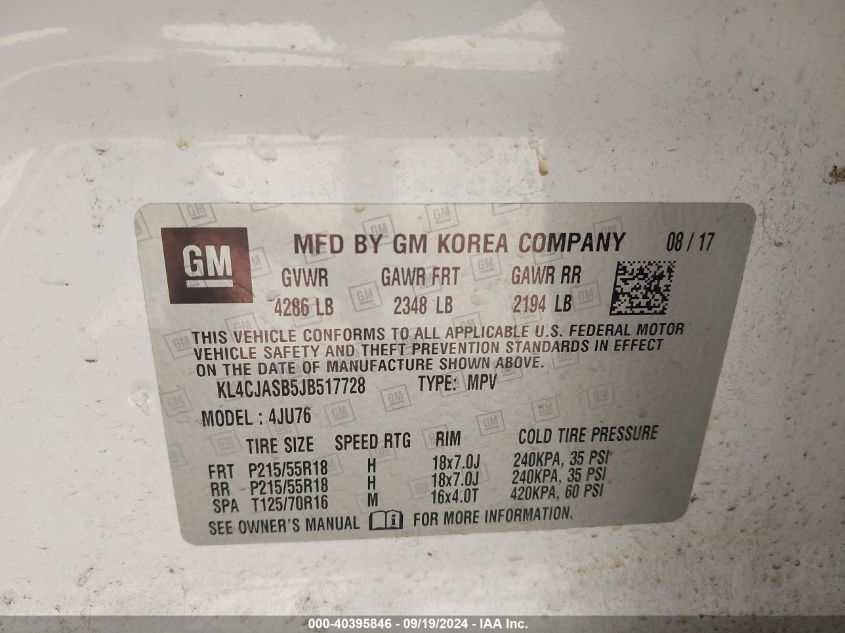 GM
MFD BY GM KOREA COMPANY 08 / 17
GVWR GAWR FRT GAWR RR
4286 LB 2348 LB 2194 LB
THIS VEHICLE CONFORMS TO ALL APPLICABLE U.S. FEDERAL MOTOR
VEHICLE SAFETY AND THEFT PREVENTION STANDARDS IN EFFECT
ON THE DATE OF MANUFACTURE SHOWN ABOVE.
KL4CJASB5JB517728 TYPE: MPV
MODEL : 4JU76
TIRE SIZE SPEED RTG RIM COLD TIRE PRESSURE
FRT P215/55R18 H 18x7.0J 240KPA, 35 PSI
RR P215/55R18 H 18x7.0J 240KPA, 35 PSI
SPA T125/70R16 M 16x4.0T 420KPA, 60 PSI
SEE OWNER'S MANUAL FOR MORE INFORMATION.
000-40395846 - 09/19/2024 - IAA Inc.